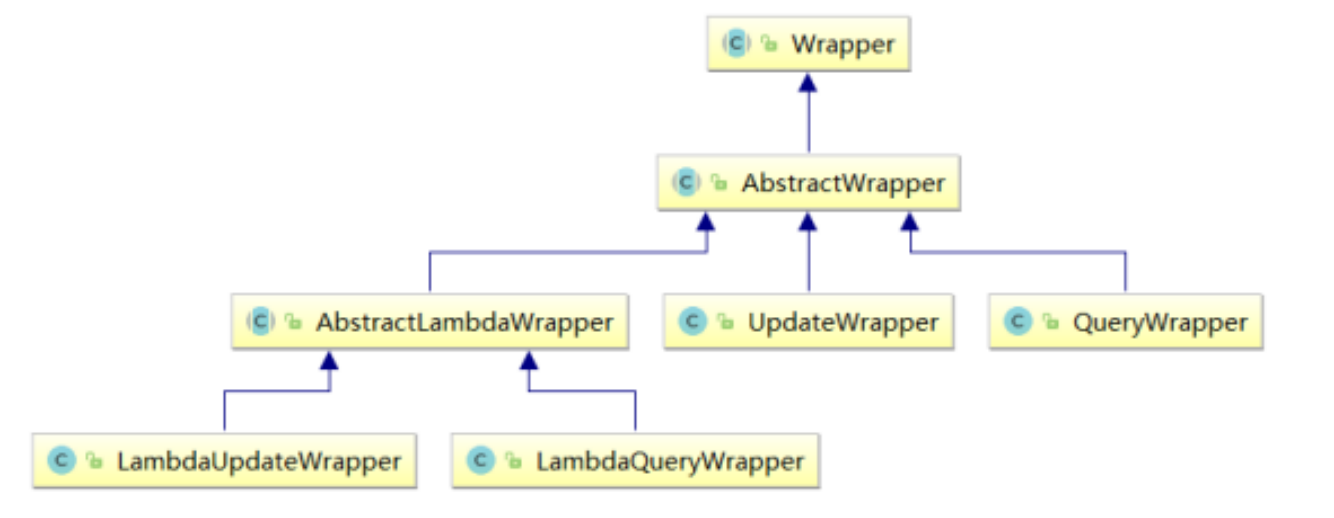 Wrapper
AbstractWrapper
AbstractLambdaWrapper
UpdateWrapper
QueryWrapper
LambdaUpdateWrapper
LambdaQueryWrapper